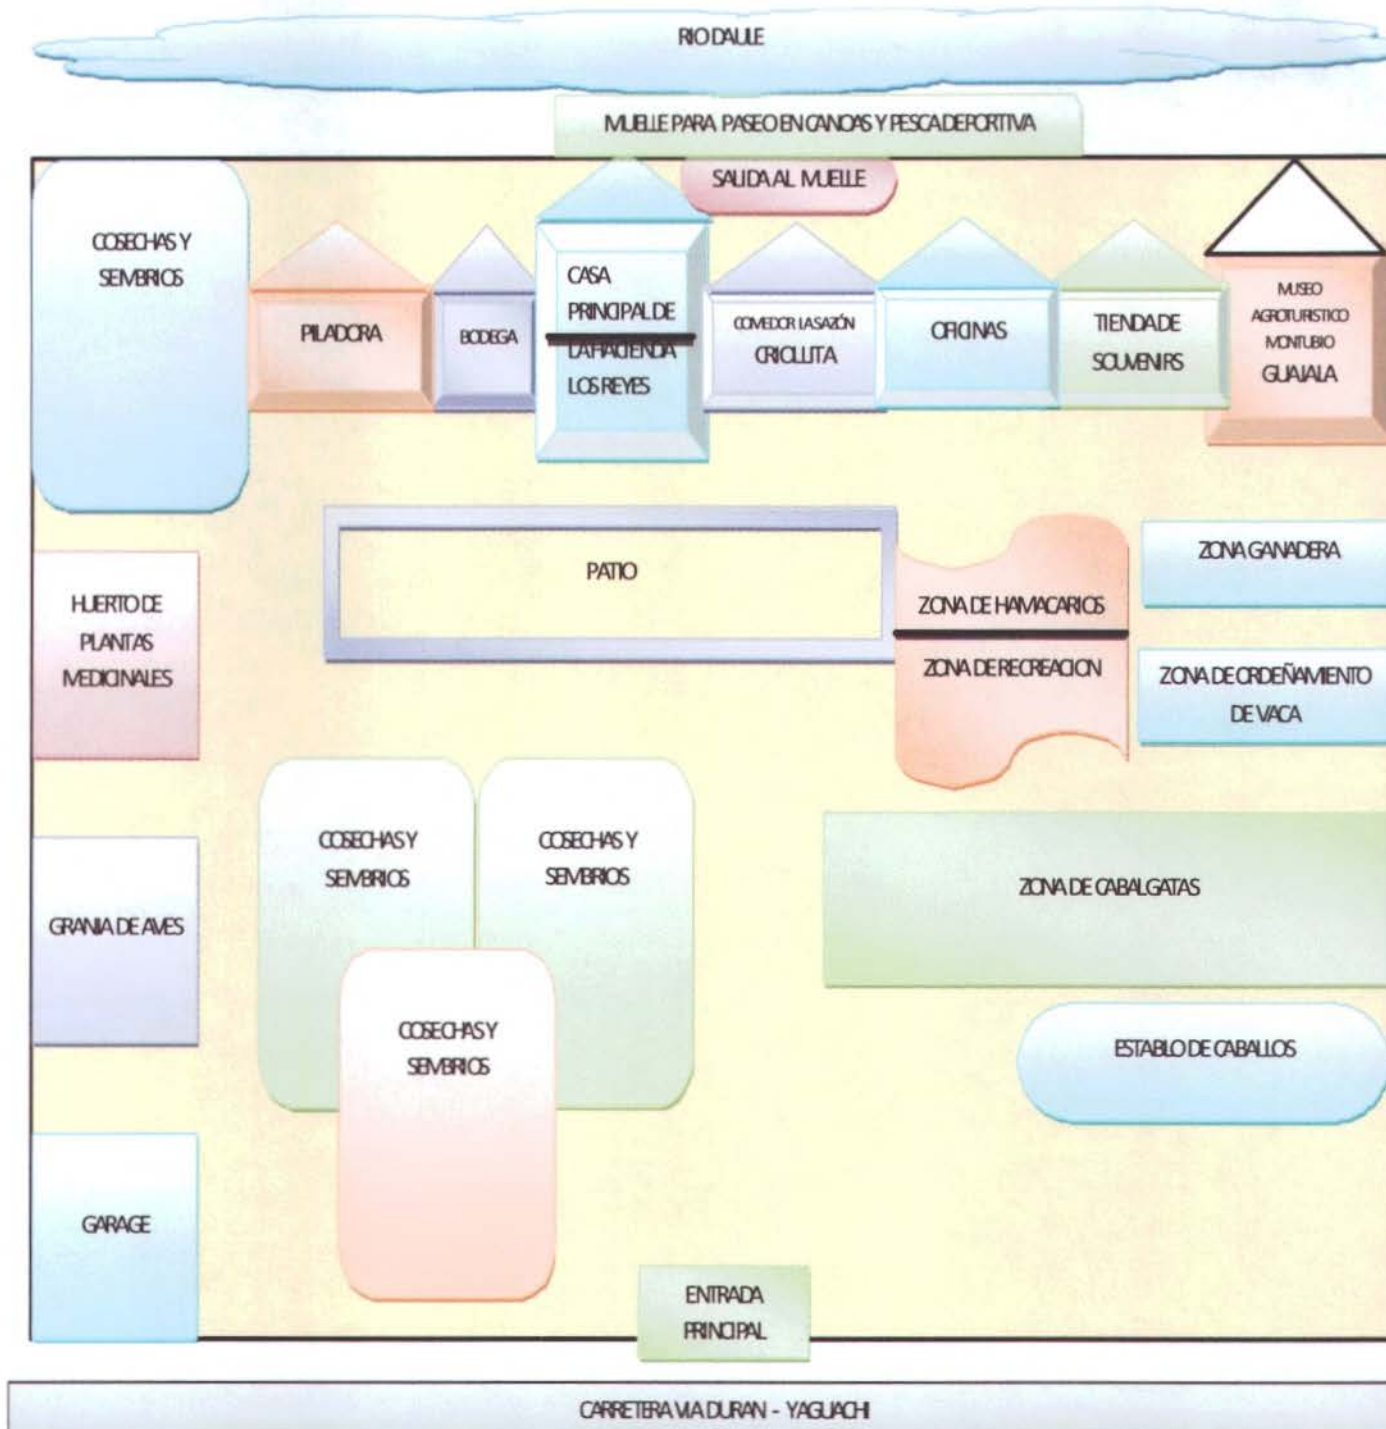 RIO DAULE
MUELLE PARA PASEO EN CANOAS Y PESCA DEPORTIVA
SALIDA AL MUELLE
COSECHAS Y
SEMBRIOS
PILADORA
BODEGA
CASA
PRINCIPAL DE
LA HACIENDA
LOS REYES
COMEDOR LA SAZÓN
CRIOLLITA
OFICINAS
TIENDA DE
SOUVENIRS
MUSEO
AGROTURISTICO
MONTUBIO
GUAJALA
PATIO
ZONA DE HAMACARIOS
ZONA DE RECREACION
ZONA GANADERA
ZONA DE ORDEÑAMIENTO
DE VACA
HUERTO DE
PLANTAS
MEDICINALES
COSECHAS Y
SEMBRIOS
COSECHAS Y
SEMBRIOS
ZONA DE CABALGATAS
GRANJA DE AVES
COSECHAS Y
SEMBRIOS
ESTABLO DE CABALLOS
GARAGE
ENTRADA
PRINCIPAL
CARRETERA VIA DURAN - YAGUACHI